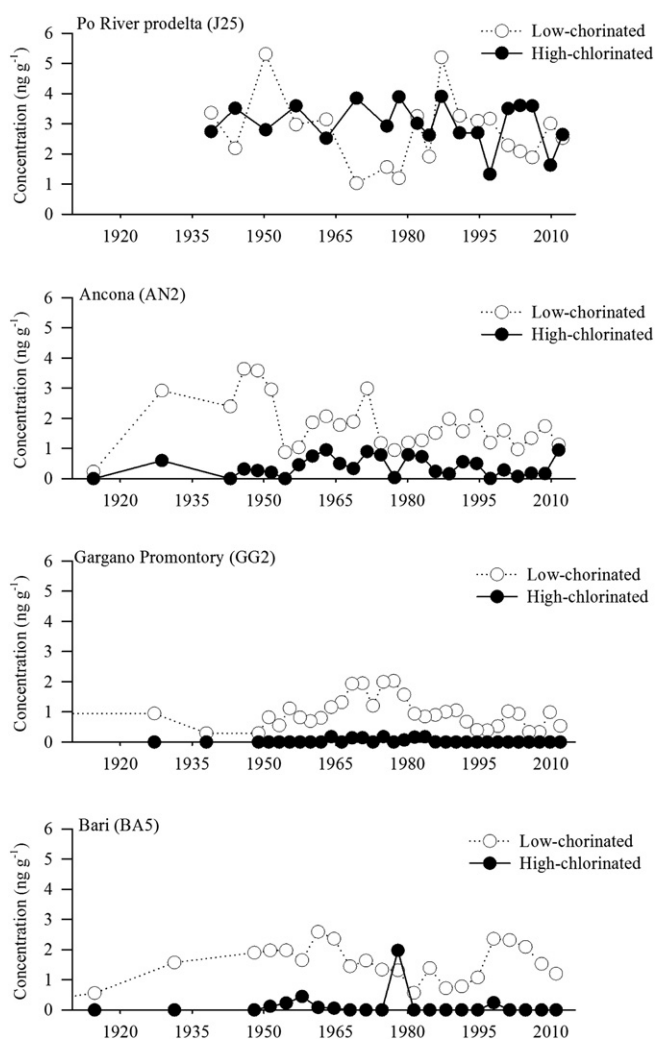 Po River prodelta (J25)
Low-chorinated
High-chlorinated
Concentration (ng g⁻¹)
6
5
4
3
2
1
0
1920 1935 1950 1965 1980 1995 2010
Ancona (AN2)
Low-chorinated
High-chlorinated
Concentration (ng g⁻¹)
6
5
4
3
2
1
0
1920 1935 1950 1965 1980 1995 2010
Gargano Promontory (GG2)
Low-chorinated
High-chlorinated
Concentration (ng g⁻¹)
6
5
4
3
2
1
0
1920 1935 1950 1965 1980 1995 2010
Bari (BA5)
Low-chorinated
High-chlorinated
Concentration (ng g⁻¹)
6
5
4
3
2
1
0
1920 1935 1950 1965 1980 1995 2010